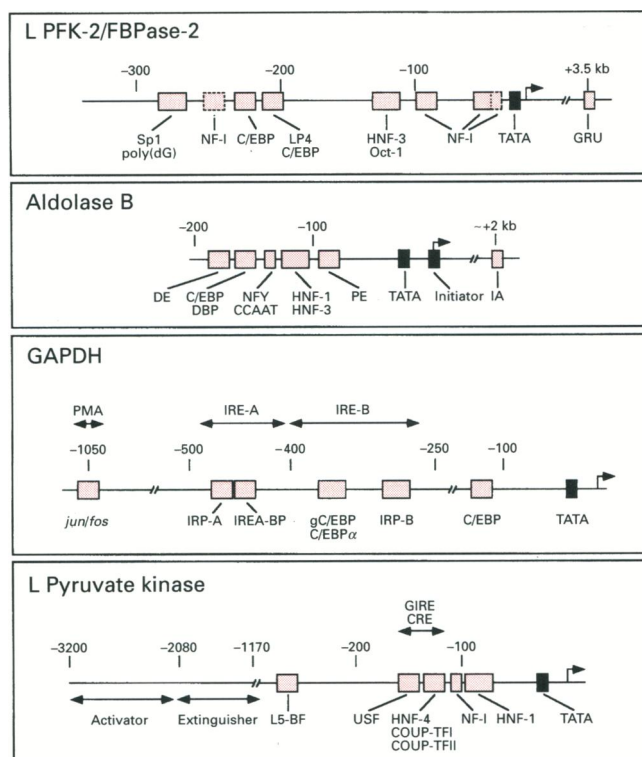 L PFK-2/FBPase-2
−300 −200 −100 +3.5 kb
Sp1 NF-I C/EBP LP4 HNF-3 NF-I TATA GRU
poly(dG) C/EBP Oct-1
Aldolase B
−200 −100 ~+2 kb
DE C/EBP NFY HNF-1 PE TATA Initiator IA
DBP CCAAT HNF-3
GAPDH
PMA IRE-A IRE-B
−1050 −500 −400 −250 −100
jun/fos IRP-A IREA-BP gC/EBP IRP-B C/EBP TATA
C/EBPα
L Pyruvate kinase
GIRE
CRE
−3200 −2080 −1170 −200 −100
Activator Extinguisher L5-BF USF HNF-4 NF-I HNF-1 TATA
COUP-TFI
COUP-TFII